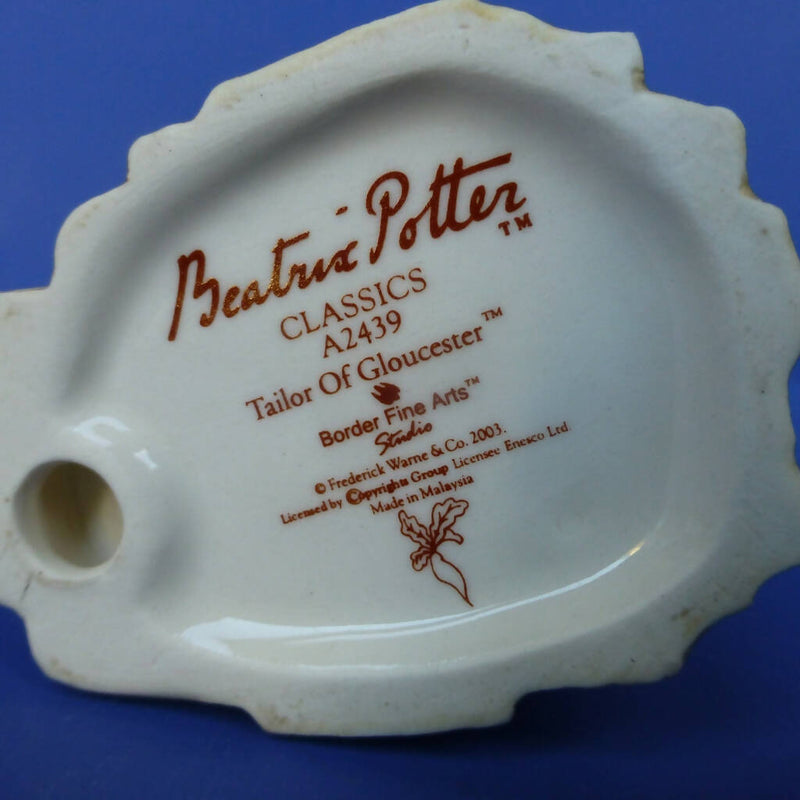 Beatrix Potter™
CLASSICS
A2439
Tailor Of Gloucester™
Border Fine Arts™
Studio
© Frederick Warne & Co. 2003.
Licensed by Copyrights Group Licensee Enesco Ltd.
Made in Malaysia